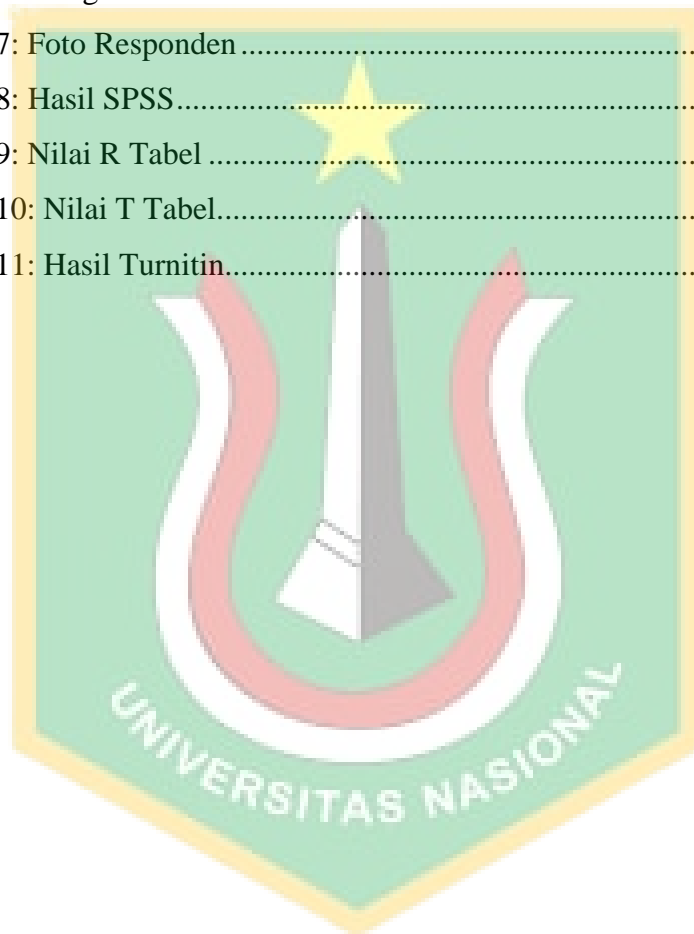 7: Foto Responden
8: Hasil SPSS
9: Nilai R Tabel
10: Nilai T Tabel
11: Hasil Turnitin
UNIVERSITAS NASIONAL